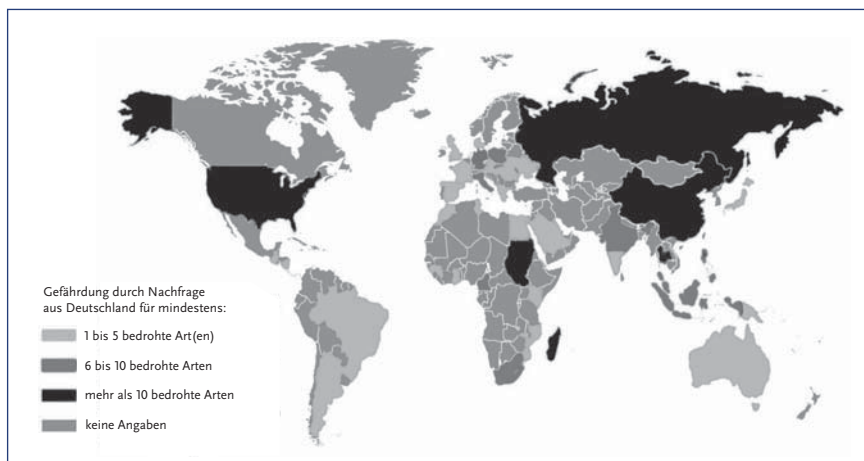 Gefährdung durch Nachfrage
aus Deutschland für mindestens:
1 bis 5 bedrohte Art(en)
6 bis 10 bedrohte Arten
mehr als 10 bedrohte Arten
keine Angaben